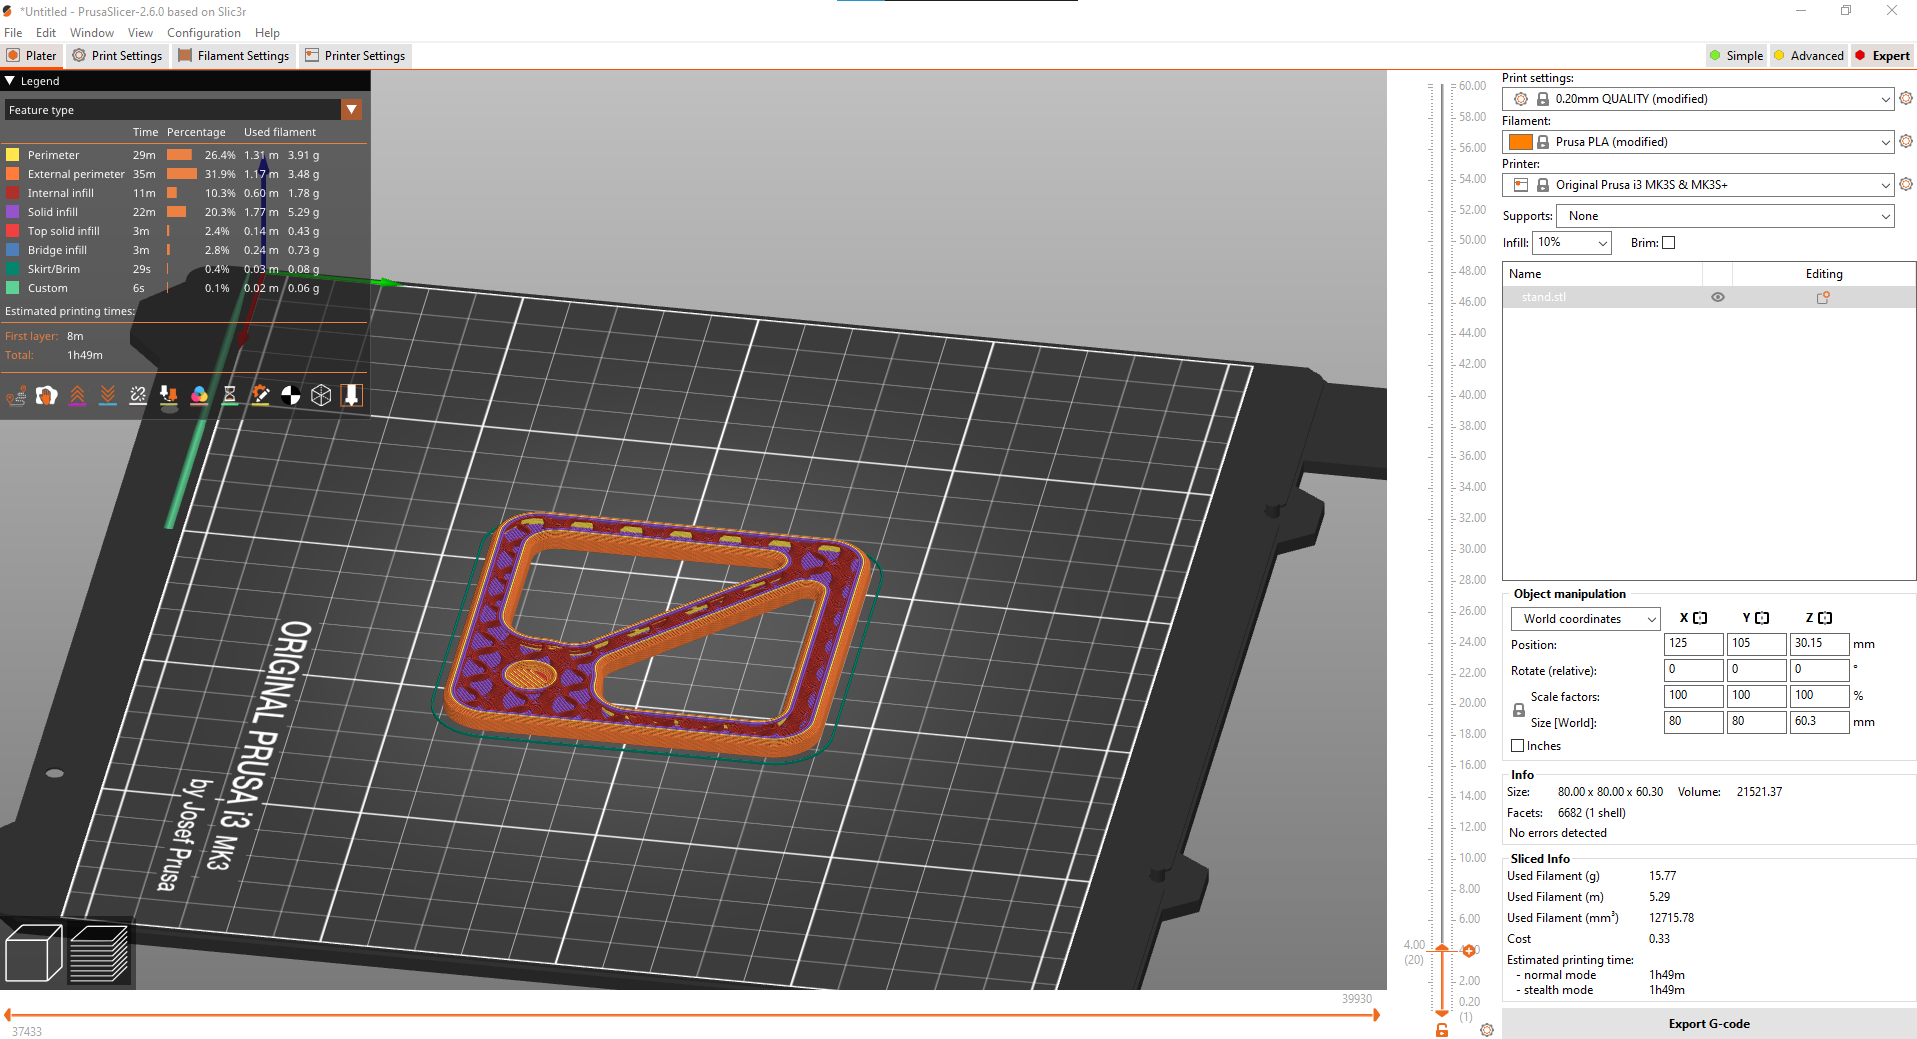 *Untitled - PrusaSlicer-2.6.0 based on Slic3r
File Edit Window View Configuration Help
Plater Print Settings Filament Settings Printer Settings Simple Advanced Expert
Legend
Feature type
Time Percentage Used filament
Perimeter 29m 26.4% 1.31 m 3.91 g
External perimeter 35m 31.9% 1.17 m 3.48 g
Internal infill 11m 10.3% 0.60 m 1.78 g
Solid infill 22m 20.3% 1.77 m 5.29 g
Top solid infill 3m 2.4% 0.14 m 0.43 g
Bridge infill 3m 2.8% 0.24 m 0.73 g
Skirt/Brim 29s 0.4% 0.03 m 0.08 g
Custom 6s 0.1% 0.02 m 0.06 g
Estimated printing times:
First layer: 8m
Total: 1h49m
ORIGINAL PRUSA i3 MK3
by Josef Prusa
60.00
58.00
56.00
54.00
52.00
50.00
48.00
46.00
44.00
42.00
40.00
38.00
36.00
34.00
32.00
30.00
28.00
26.00
24.00
22.00
20.00
18.00
16.00
14.00
12.00
10.00
8.00
6.00
4.00
(20)
2.00
0.20
(1)
39930
37433
Print settings:
0.20mm QUALITY (modified)
Filament:
Prusa PLA (modified)
Printer:
Original Prusa i3 MK3S & MK3S+
Supports: None
Infill: 10% Brim:
Name Editing
stand.stl
Object manipulation
World coordinates X Y Z
Position: 125 105 30.15 mm
Rotate (relative): 0 0 0 °
Scale factors: 100 100 100 %
Size [World]: 80 80 60.3 mm
Inches
Info
Size: 80.00 x 80.00 x 60.30 Volume: 21521.37
Facets: 6682 (1 shell)
No errors detected
Sliced Info
Used Filament (g) 15.77
Used Filament (m) 5.29
Used Filament (mm³) 12715.78
Cost 0.33
Estimated printing time:
- normal mode 1h49m
- stealth mode 1h49m
Export G-code